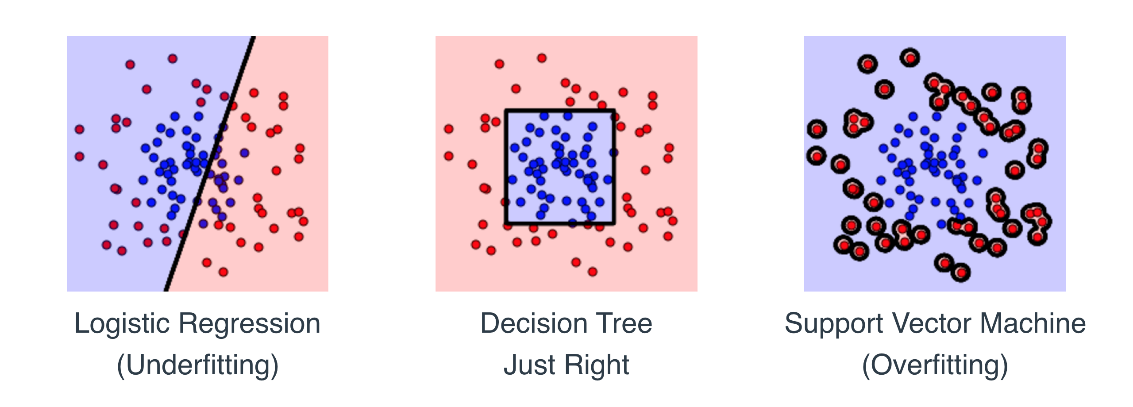 Logistic Regression
(Underfitting)
Decision Tree
Just Right
Support Vector Machine
(Overfitting)